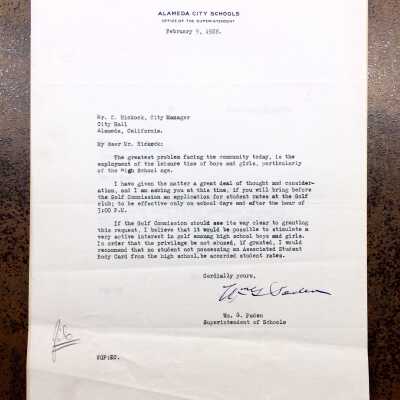 ALAMEDA CITY SCHOOLS
OFFICE OF THE SUPERINTENDENT
February 9, 1928.
Mr. C. Hickock, City Manager
City Hall
Alameda, California.
My Dear Mr. Hickock:
The greatest problem facing the community today, is the
employment of the leisure time of boys and girls, particularly
of the High School age.
I have given the matter a great deal of thought and consider-
ation, and I am asking you at this time, if you will bring before
the Golf Commission an application for student rates at the Golf
club; to be effective only on school days and after the hour of
3:00 P.M.
If the Golf Commission should see its way clear to granting
this request, I believe that it would be possible to stimulate a
very active interest in golf among high school boys and girls.
In order that the privilege be not abused, if granted, I would
recommend that no student not possessing an Associated Student
Body Card from the high school, be accorded student rates.
Cordially yours,
Wm G Paden
Wm. G. Paden
Superintendent of Schools
WGP:EC.